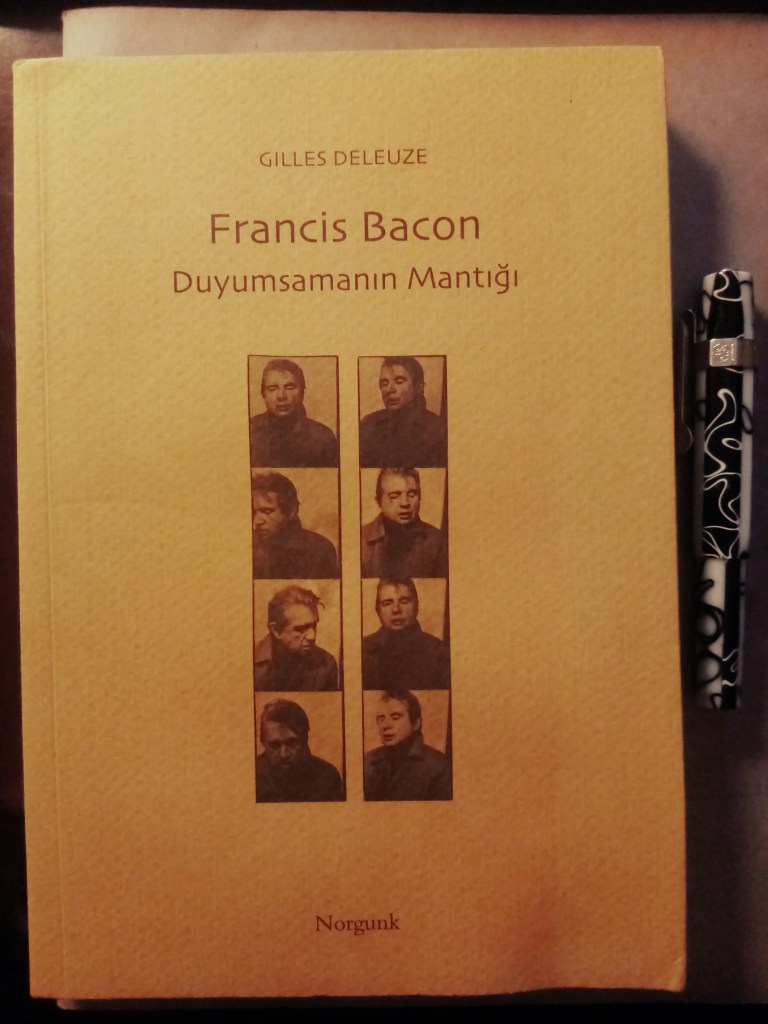 GILLES DELEUZE
Francis Bacon
Duyumsamanın Mantığı
Norgunk